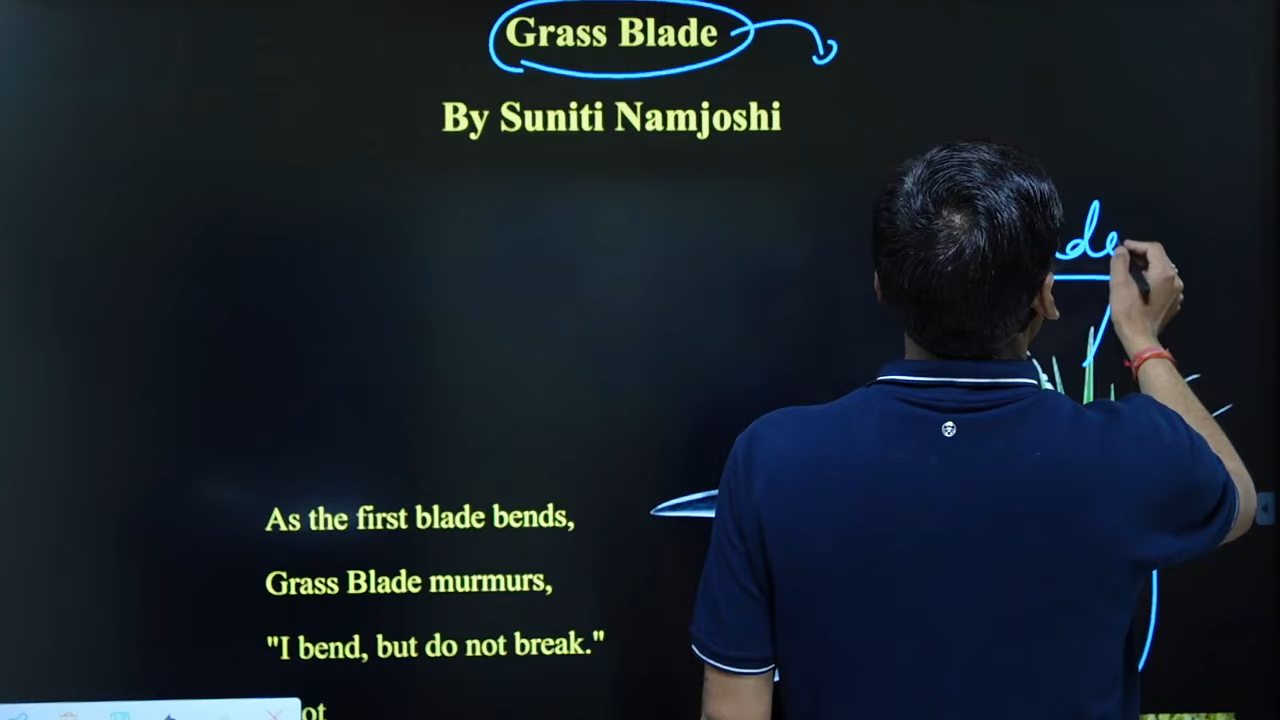 Grass Blade
By Suniti Namjoshi
As the first blade bends,
Grass Blade murmurs,
"I bend, but do not break."